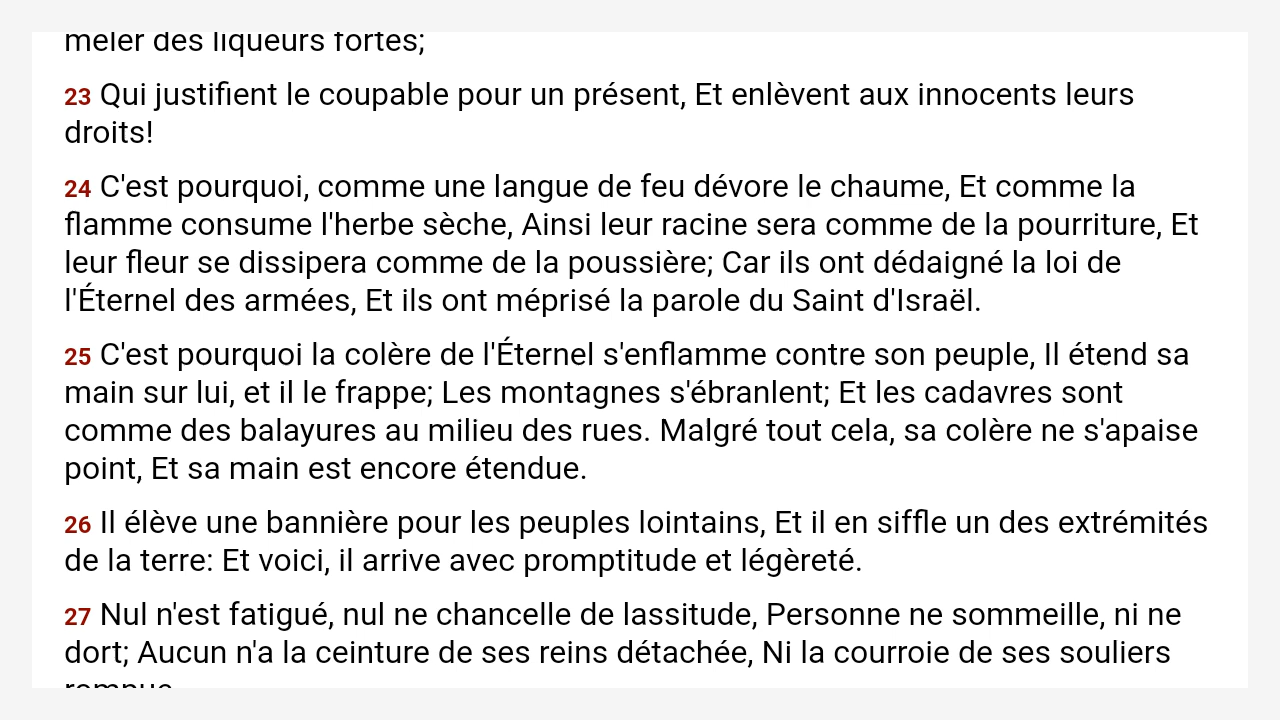 mêler des liqueurs fortes;
23 Qui justifient le coupable pour un présent, Et enlèvent aux innocents leurs
droits!
24 C'est pourquoi, comme une langue de feu dévore le chaume, Et comme la
flamme consume l'herbe sèche, Ainsi leur racine sera comme de la pourriture, Et
leur fleur se dissipera comme de la poussière; Car ils ont dédaigné la loi de
l'Éternel des armées, Et ils ont méprisé la parole du Saint d'Israël.
25 C'est pourquoi la colère de l'Éternel s'enflamme contre son peuple, Il étend sa
main sur lui, et il le frappe; Les montagnes s'ébranlent; Et les cadavres sont
comme des balayures au milieu des rues. Malgré tout cela, sa colère ne s'apaise
point, Et sa main est encore étendue.
26 Il élève une bannière pour les peuples lointains, Et il en siffle un des extrémités
de la terre: Et voici, il arrive avec promptitude et légèreté.
27 Nul n'est fatigué, nul ne chancelle de lassitude, Personne ne sommeille, ni ne
dort; Aucun n'a la ceinture de ses reins détachée, Ni la courroie de ses souliers